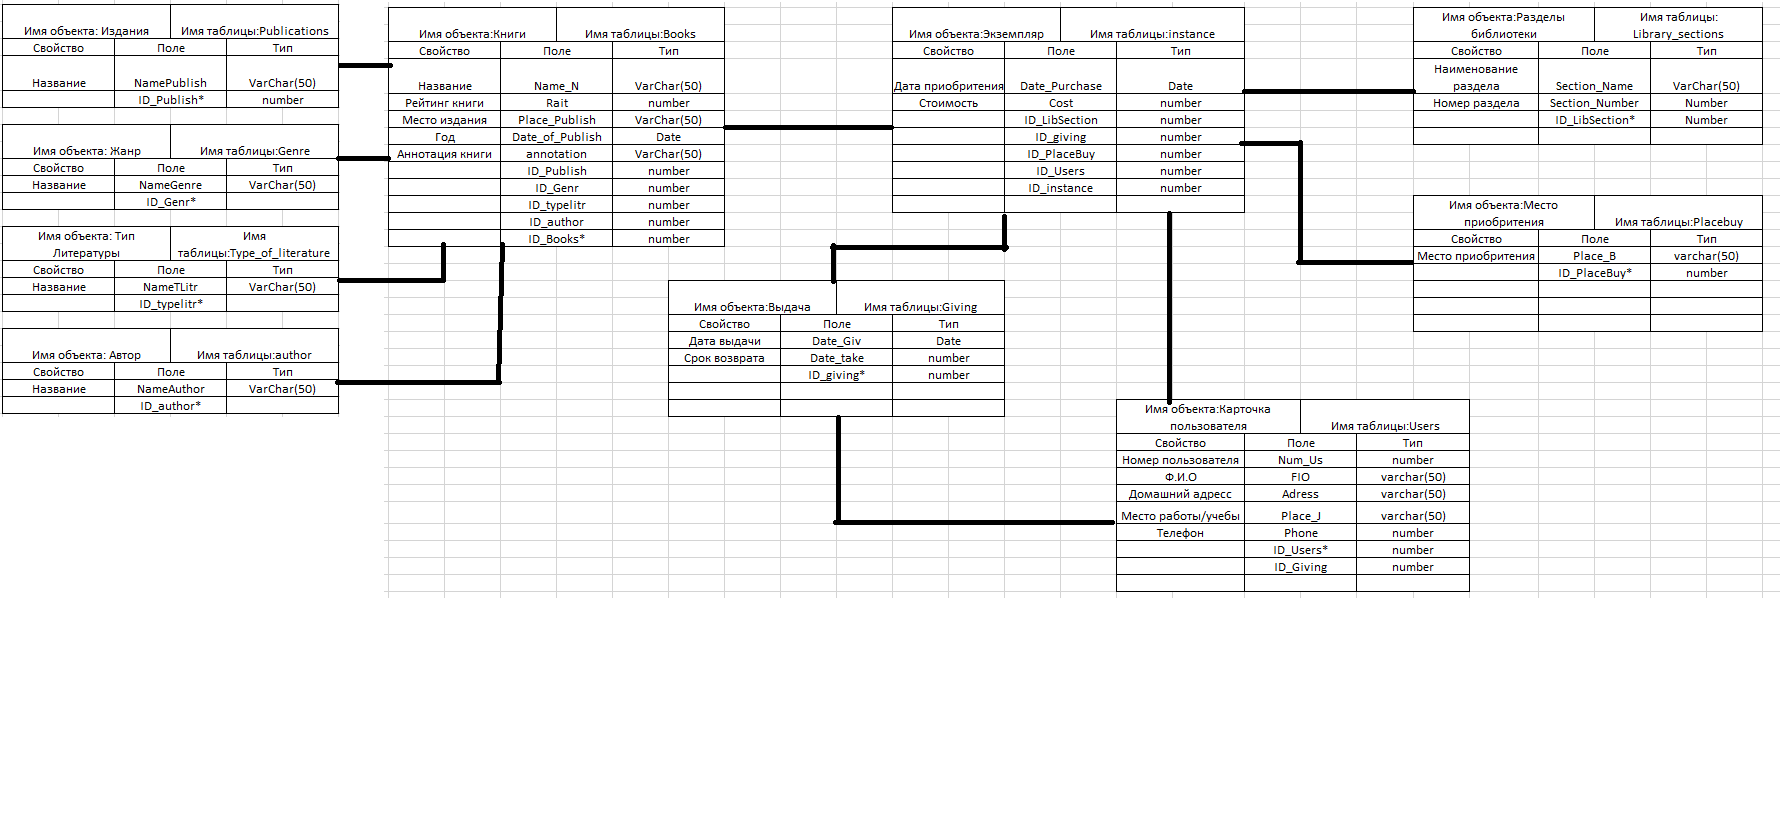 Имя объекта: Издания Имя таблицы:Publications
Свойство Поле Тип
Название NamePublish VarChar(50)
ID_Publish* number
Имя объекта: Жанр Имя таблицы:Genre
Свойство Поле Тип
Название NameGenre VarChar(50)
ID_Genr*
Имя объекта: Тип Имя
Литературы таблицы:Type_of_literature
Свойство Поле Тип
Название NameTLitr VarChar(50)
ID_typelitr*
Имя объекта: Автор Имя таблицы:author
Свойство Поле Тип
Название NameAuthor VarChar(50)
ID_author*
Имя объекта:Книги Имя таблицы:Books
Свойство Поле Тип
Название Name_N VarChar(50)
Рейтинг книги Rait number
Место издания Place_Publish VarChar(50)
Год Date_of_Publish Date
Аннотация книги annotation VarChar(50)
ID_Publish number
ID_Genr number
ID_typelitr number
ID_author number
ID_Books* number
Имя объекта:Экземпляр Имя таблицы:instance
Свойство Поле Тип
Дата приобритения Date_Purchase Date
Стоимость Cost number
ID_LibSection number
ID_giving number
ID_PlaceBuy number
ID_Users number
ID_instance number
Имя объекта:Выдача Имя таблицы:Giving
Свойство Поле Тип
Дата выдачи Date_Giv Date
Срок возврата Date_take number
ID_giving* number
Имя объекта:Разделы Имя таблицы:
библиотеки Library_sections
Свойство Поле Тип
Наименование
раздела Section_Name VarChar(50)
Номер раздела Section_Number Number
ID_LibSection* Number
Имя объекта:Место
приобритения Имя таблицы:Placebuy
Свойство Поле Тип
Место приобритения Place_B varchar(50)
ID_PlaceBuy* number
Имя объекта:Карточка
пользователя Имя таблицы:Users
Свойство Поле Тип
Номер пользователя Num_Us number
Ф.И.О FIO varchar(50)
Домашний адресс Adress varchar(50)
Место работы/учебы Place_J varchar(50)
Телефон Phone number
ID_Users* number
ID_Giving number